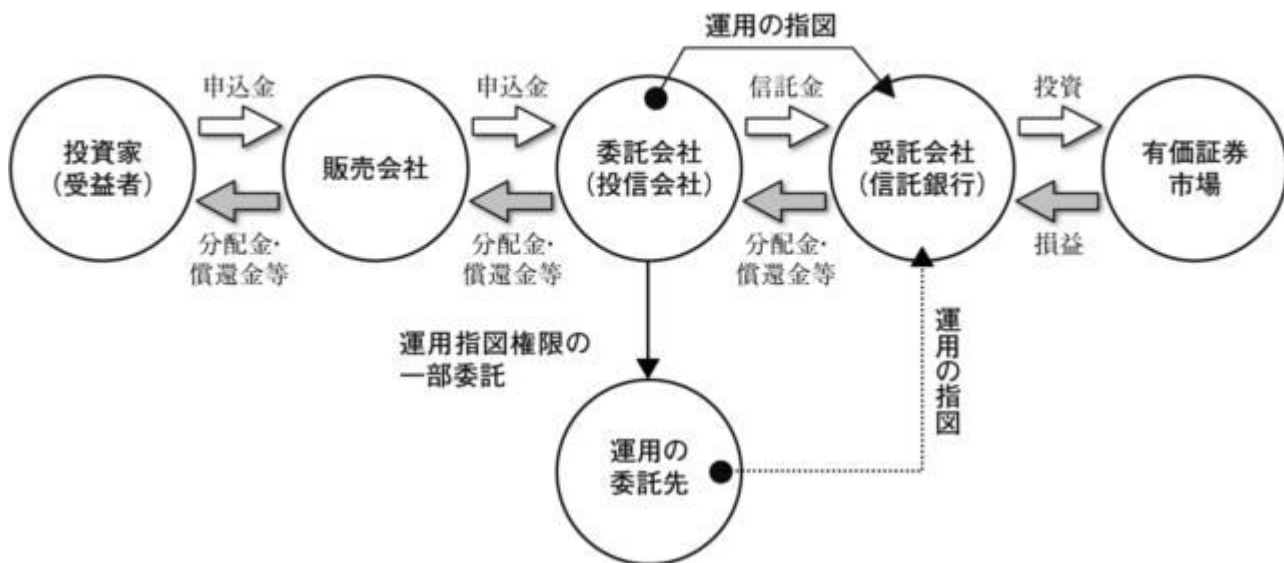 運用の指図
申込金
申込金
信託金
投資
投資家
（受益者）
販売会社
委託会社
（投信会社）
受託会社
（信託銀行）
有価証券
市場
分配金・
償還金等
分配金・
償還金等
分配金・
償還金等
損益
運用指図権限の
一部委託
運用の指図
運用の
委託先